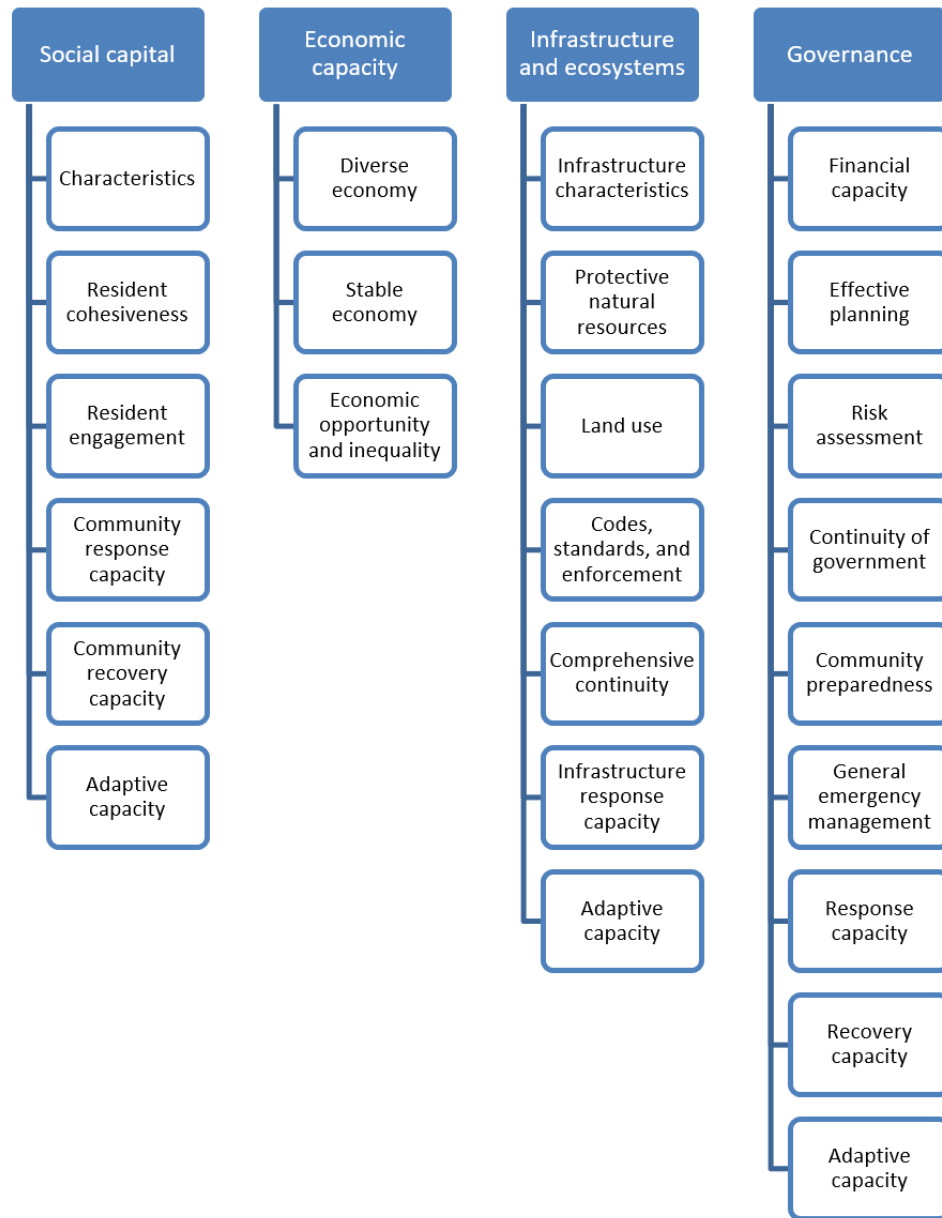 Social capital
Characteristics
Resident
cohesiveness
Resident
engagement
Community
response
capacity
Community
recovery
capacity
Adaptive
capacity
Economic
capacity
Diverse
economy
Stable
economy
Economic
opportunity
and inequality
Infrastructure
and ecosystems
Infrastructure
characteristics
Protective
natural
resources
Land use
Codes,
standards, and
enforcement
Comprehensive
continuity
Infrastructure
response
capacity
Adaptive
capacity
Governance
Financial
capacity
Effective
planning
Risk
assessment
Continuity of
government
Community
preparedness
General
emergency
management
Response
capacity
Recovery
capacity
Adaptive
capacity